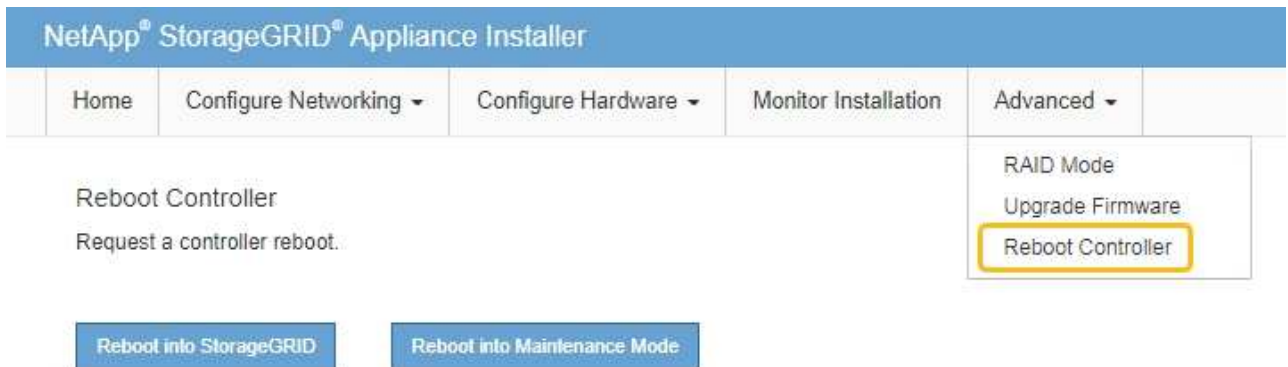 NetApp® StorageGRID® Appliance Installer
Home Configure Networking Configure Hardware Monitor Installation Advanced
RAID Mode
Upgrade Firmware
Reboot Controller
Reboot Controller
Request a controller reboot.
Reboot into StorageGRID Reboot into Maintenance Mode